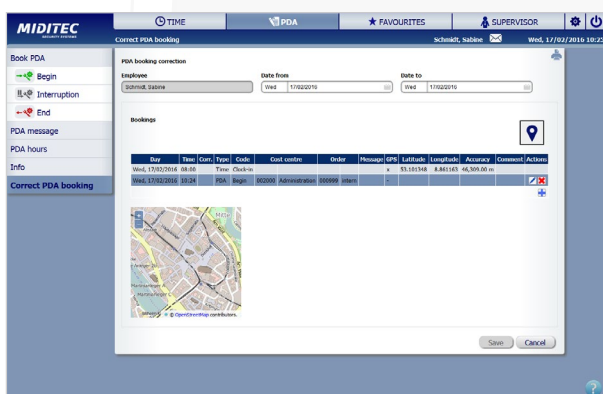 MIDITEC
SECURITY SYSTEMS
TIME PDA FAVOURITES SUPERVISOR
Correct PDA booking Schmidt, Sabine Wed, 17/02/2016 10:25
Book PDA
Begin
Interruption
End
PDA message
PDA hours
Info
Correct PDA booking
PDA booking correction
Employee Date from Date to
Schmidt, Sabine Wed 17/02/2016 Wed 17/02/2016
Bookings
Day Time Corr. Type Code Cost centre Order Message GPS Latitude Longitude Accuracy Comment Actions
Wed, 17/02/2016 08:00 Time Clock-in x 53.101348 8.861163 46,309.00 m
Wed, 17/02/2016 10:24 PDA Begin 002000 Administration 000999 intern -
Mitte
© OpenStreetMap contributors.
Save Cancel